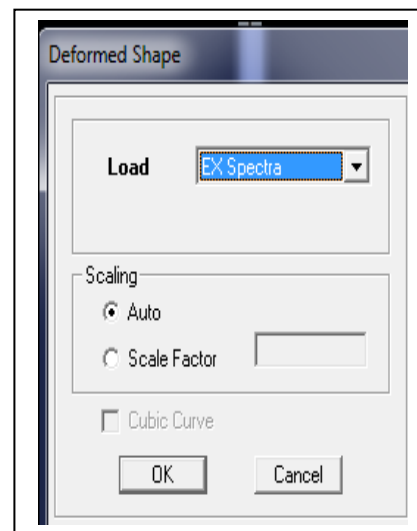 Deformed Shape
Load EX Spectra
Scaling
Auto
Scale Factor
Cubic Curve
OK Cancel